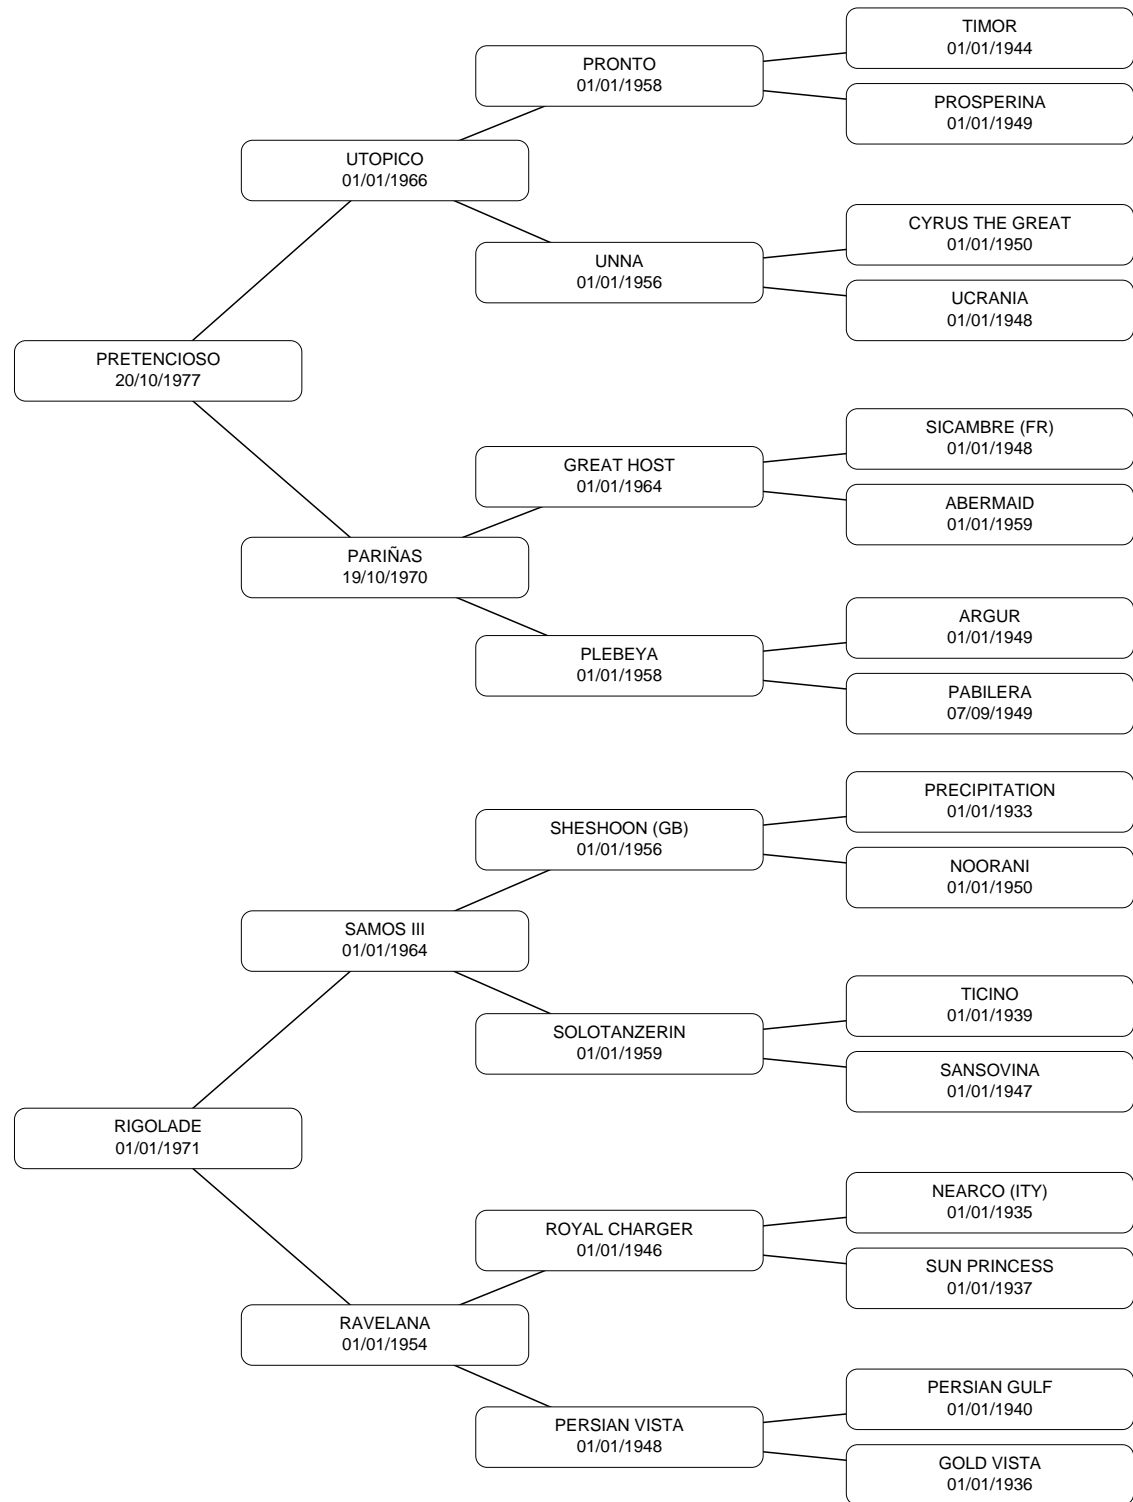 TIMOR
01/01/1944
PRONTO
01/01/1958
PROSPERINA
01/01/1949
UTOPICO
01/01/1966
CYRUS THE GREAT
01/01/1950
UNNA
01/01/1956
UCRANIA
01/01/1948
PRETENCIOSO
20/10/1977
SICAMBRE (FR)
01/01/1948
GREAT HOST
01/01/1964
ABERMAID
01/01/1959
PARIÑAS
19/10/1970
ARGUR
01/01/1949
PLEBEYA
01/01/1958
PABILERA
07/09/1949
PRECIPITATION
01/01/1933
SHESHOON (GB)
01/01/1956
NOORANI
01/01/1950
SAMOS III
01/01/1964
TICINO
01/01/1939
SOLOTANZERIN
01/01/1959
SANSOVINA
01/01/1947
RIGOLADE
01/01/1971
NEARCO (ITY)
01/01/1935
ROYAL CHARGER
01/01/1946
SUN PRINCESS
01/01/1937
RAVELANA
01/01/1954
PERSIAN GULF
01/01/1940
PERSIAN VISTA
01/01/1948
GOLD VISTA
01/01/1936